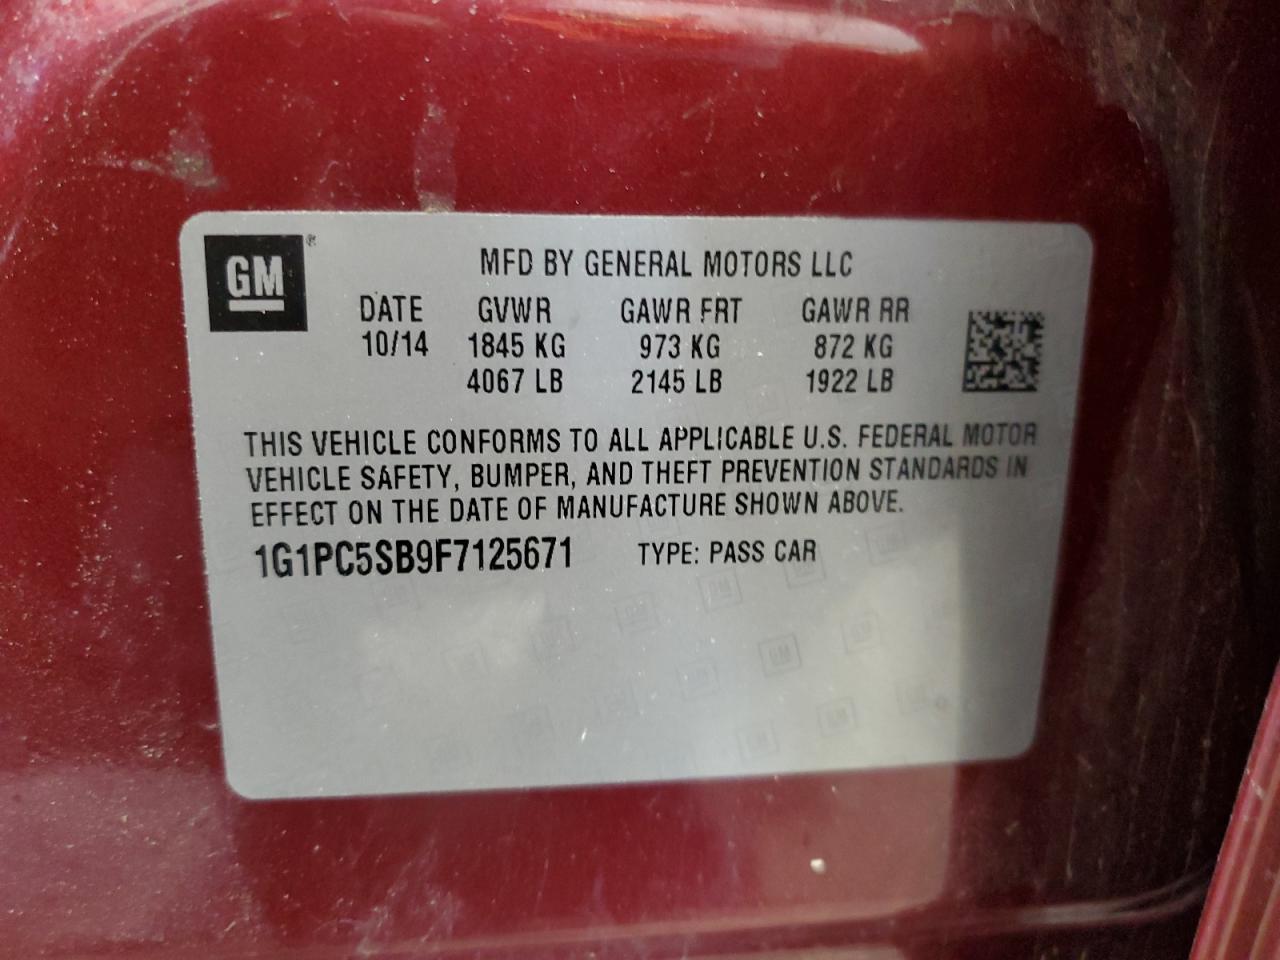 GM ®
MFD BY GENERAL MOTORS LLC
DATE GVWR GAWR FRT GAWR RR
10/14 1845 KG 973 KG 872 KG
4067 LB 2145 LB 1922 LB
THIS VEHICLE CONFORMS TO ALL APPLICABLE U.S. FEDERAL MOTOR
VEHICLE SAFETY, BUMPER, AND THEFT PREVENTION STANDARDS IN
EFFECT ON THE DATE OF MANUFACTURE SHOWN ABOVE.
1G1PC5SB9F7125671 TYPE: PASS CAR
GM